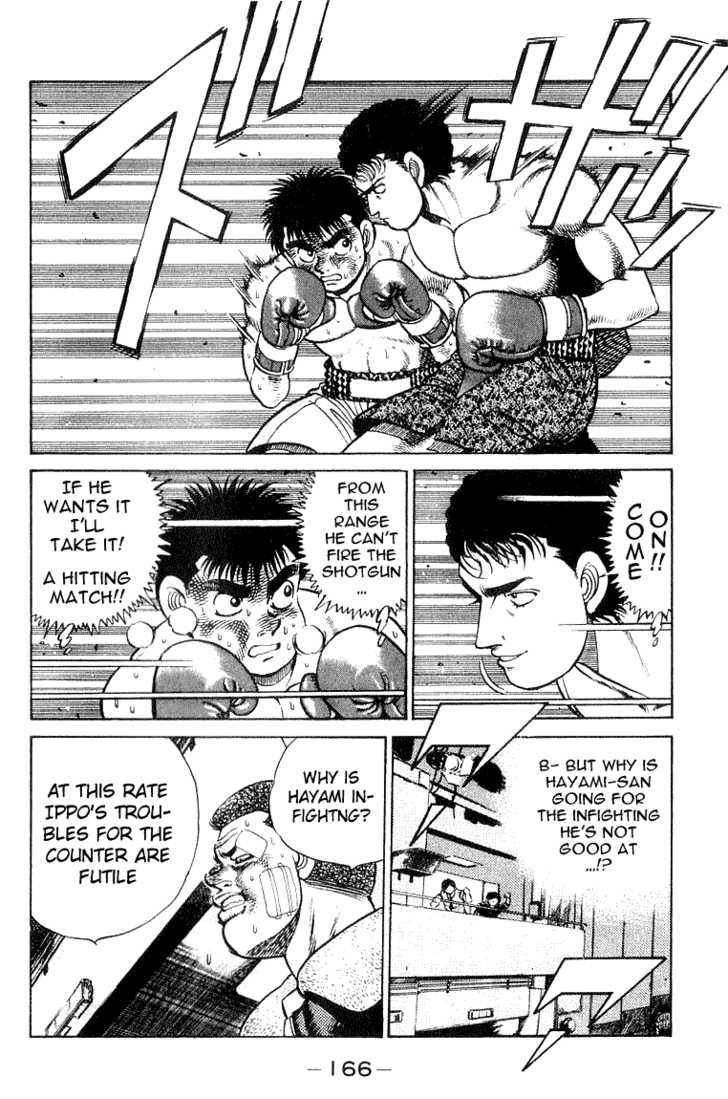 ズザッ
COME
ON!!
FROM
THIS
RANGE
HE CAN'T
FIRE THE
SHOTGUN
...
IF HE
WANTS IT
I'LL
TAKE IT!
A HITTING
MATCH!!
B- BUT WHY IS
HAYAMI-SAN
GOING FOR
THE INFIGHTING
HE'S NOT
GOOD AT
...!?
WHY IS
HAYAMI IN-
FIGHTNG?
AT THIS RATE
IPPO'S TROU-
BLES FOR THE
COUNTER ARE
FUTILE
—166—